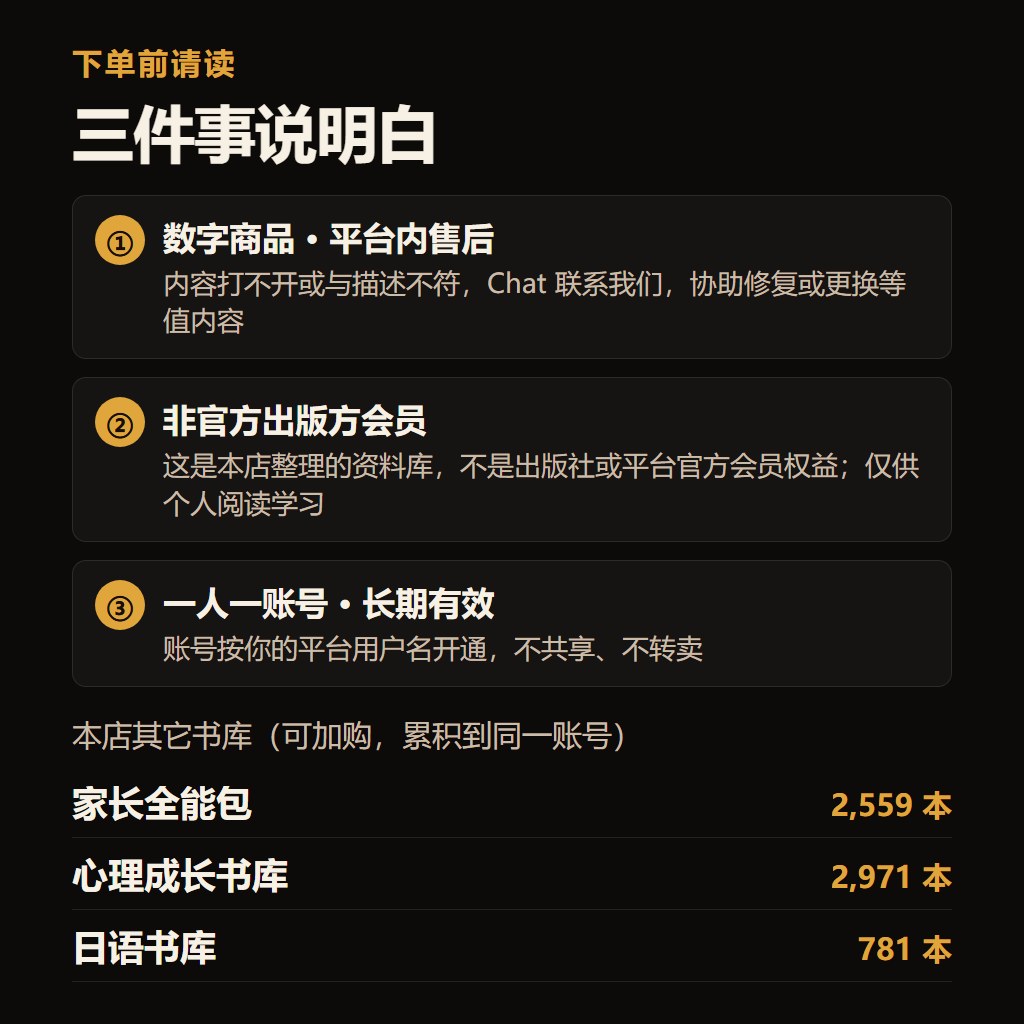 下单前请读
三件事说明白
① 数字商品·平台内售后
内容打不开或与描述不符，Chat 联系我们，协助修复或更换等
值内容
② 非官方出版方会员
这是本店整理的资料库，不是出版社或平台官方会员权益；仅供
个人阅读学习
③ 一人一账号·长期有效
账号按你的平台用户名开通，不共享、不转卖
本店其它书库（可加购，累积到同一账号）
家长全能包 2,559 本
心理成长书库 2,971 本
日语书库 781 本